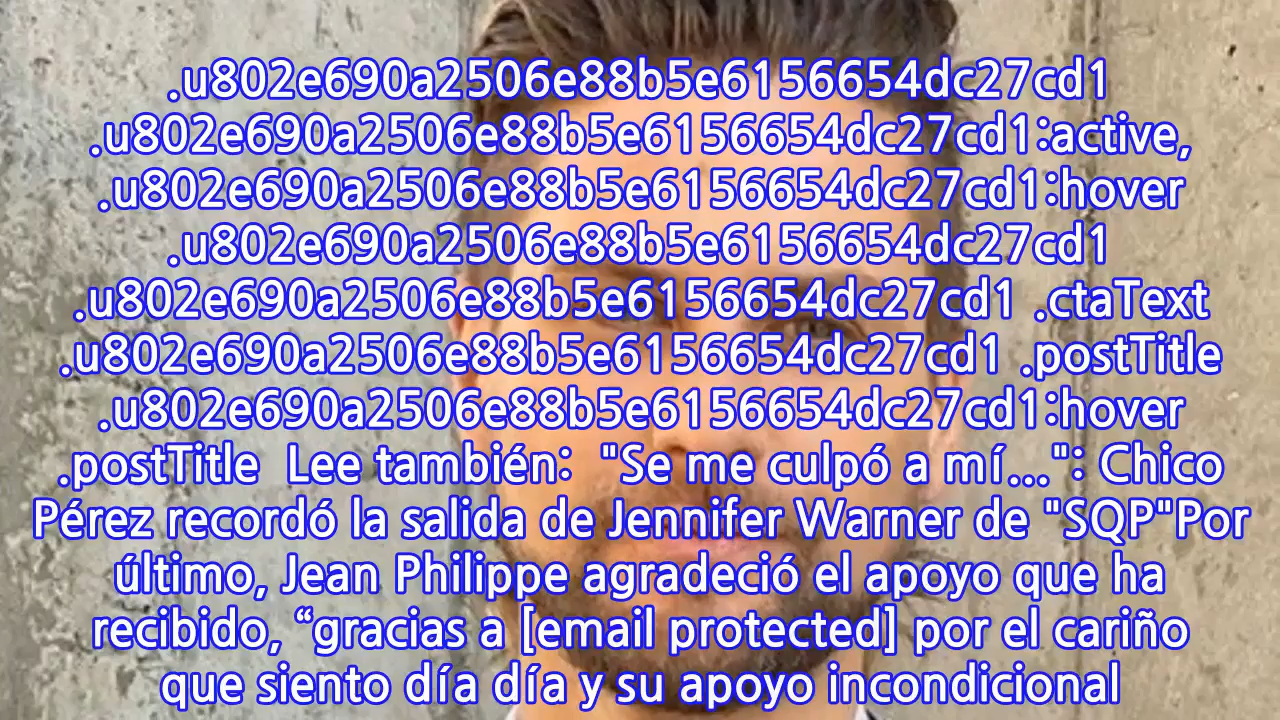 .u802e690a2506e88b5e6156654dc27cd1
.u802e690a2506e88b5e6156654dc27cd1:active,
.u802e690a2506e88b5e6156654dc27cd1:hover
.u802e690a2506e88b5e6156654dc27cd1
.u802e690a2506e88b5e6156654dc27cd1 .ctaText
.u802e690a2506e88b5e6156654dc27cd1 .postTitle
.u802e690a2506e88b5e6156654dc27cd1:hover
.postTitle  Lee también:  "Se me culpó a mí...": Chico
Pérez recordó la salida de Jennifer Warner de "SQP"Por
último, Jean Philippe agradeció el apoyo que ha
recibido, “gracias a [email protected] por el cariño
que siento día día y su apoyo incondicional